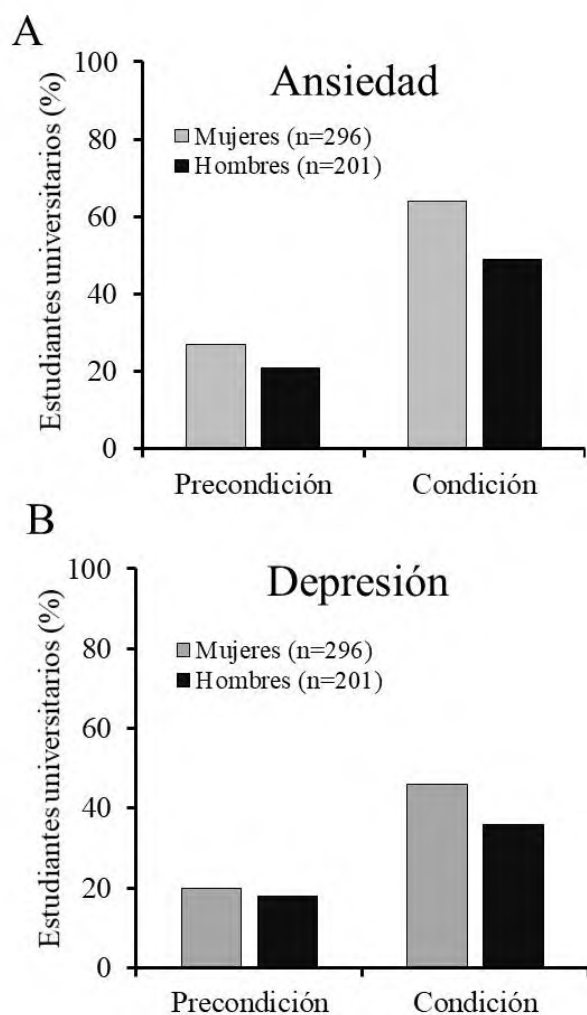 A
Ansiedad
Estudiantes universitarios (%)
100
80
60
40
20
0
Mujeres (n=296)
Hombres (n=201)
Precondición Condición
B
Depresión
Estudiantes universitarios (%)
100
80
60
40
20
0
Mujeres (n=296)
Hombres (n=201)
Precondición Condición